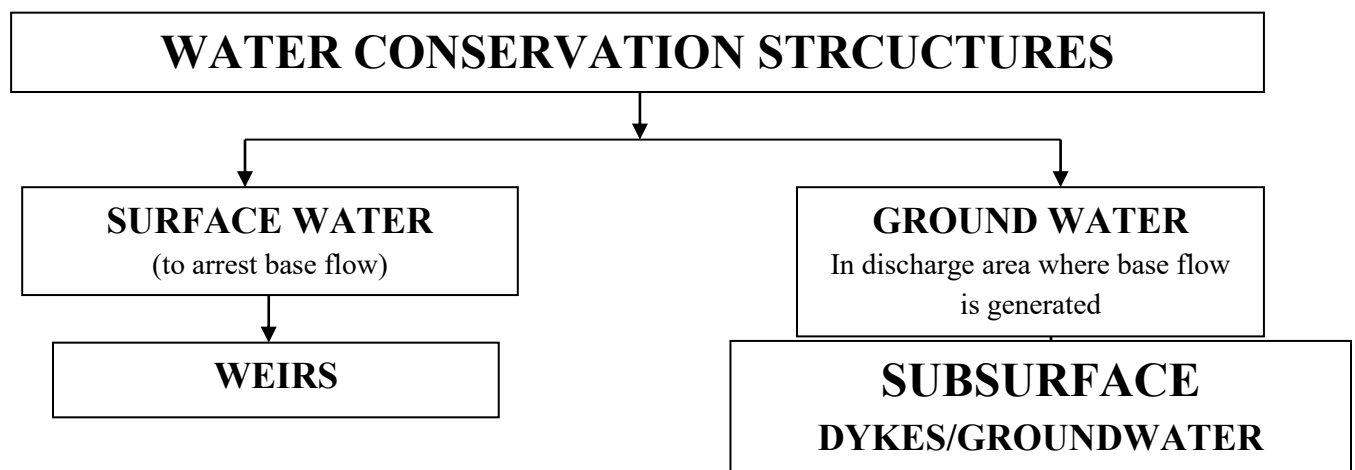 WATER CONSERVATION STRCUCTURES
SURFACE WATER
(to arrest base flow)
GROUND WATER
In discharge area where base flow
is generated
WEIRS
SUBSURFACE
DYKES/GROUNDWATER